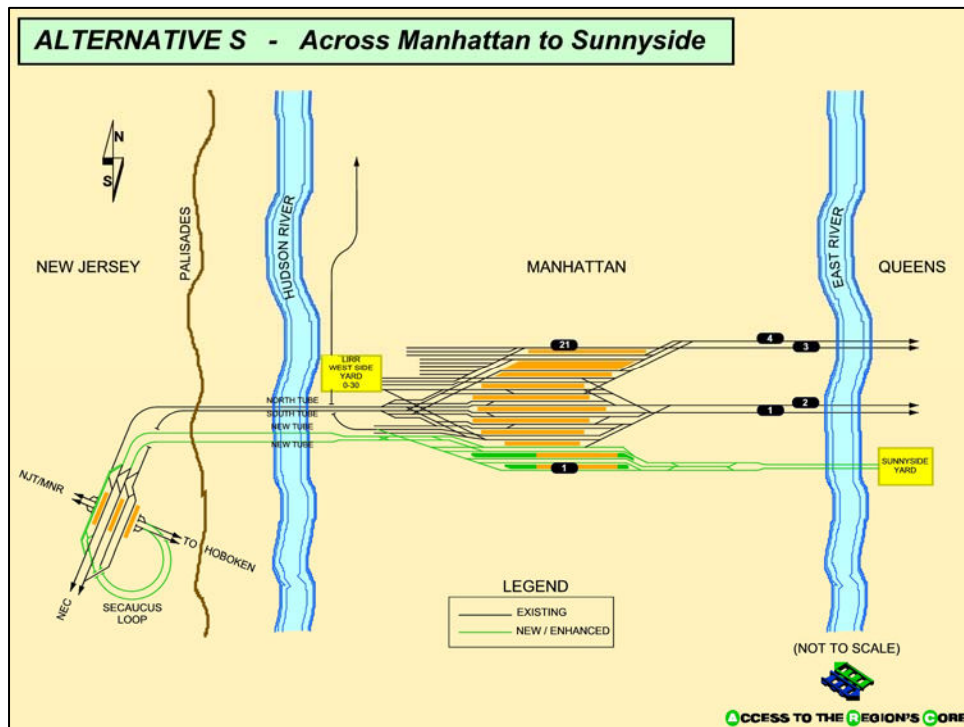 ALTERNATIVE S - Across Manhattan to Sunnyside
N
S
PALISADES
HUDSON RIVER
EAST RIVER
NEW JERSEY
MANHATTAN
QUEENS
21
4
3
LIRR
WEST SIDE
YARD
0-30
NORTH TUBE
SOUTH TUBE
NEW TUBE
NEW TUBE
2
1
1
SUNNYSIDE
YARD
NJT/MNR
TO HOBOKEN
NEC
SECAUCUS
LOOP
LEGEND
EXISTING
NEW / ENHANCED
(NOT TO SCALE)
ACCESS TO THE REGION'S CORE